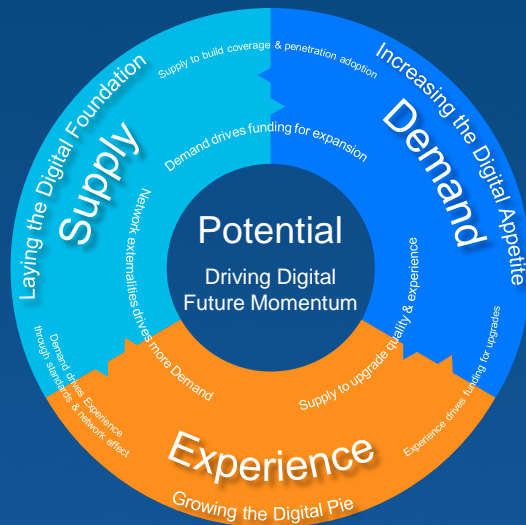 Laying the Digital Foundation
Supply
Supply to build coverage & penetration adoption
Increasing the Digital Appetite
Demand
Demand drives funding for expansion
Potential
Driving Digital
Future Momentum
Network externalities drives more Demand
Supply to upgrade quality & experience
Demand drives Experience
through standards & network effect
Experience drives funding for upgrades
Experience
Growing the Digital Pie